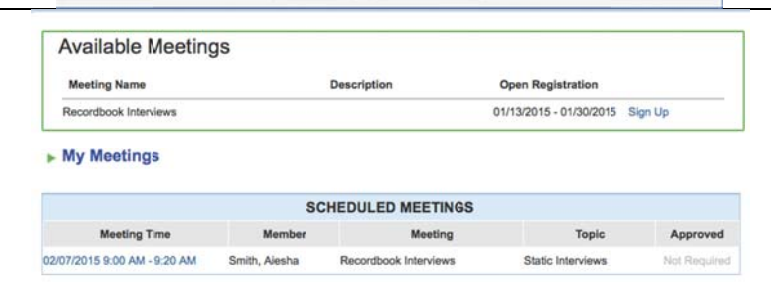 Available Meetings
Meeting Name Description Open Registration
Recordbook Interviews 01/13/2015 - 01/30/2015 Sign Up
My Meetings
SCHEDULED MEETINGS
Meeting Tme Member Meeting Topic Approved
02/07/2015 9:00 AM -9:20 AM Smith, Aiesha Recordbook Interviews Static Interviews Not Required